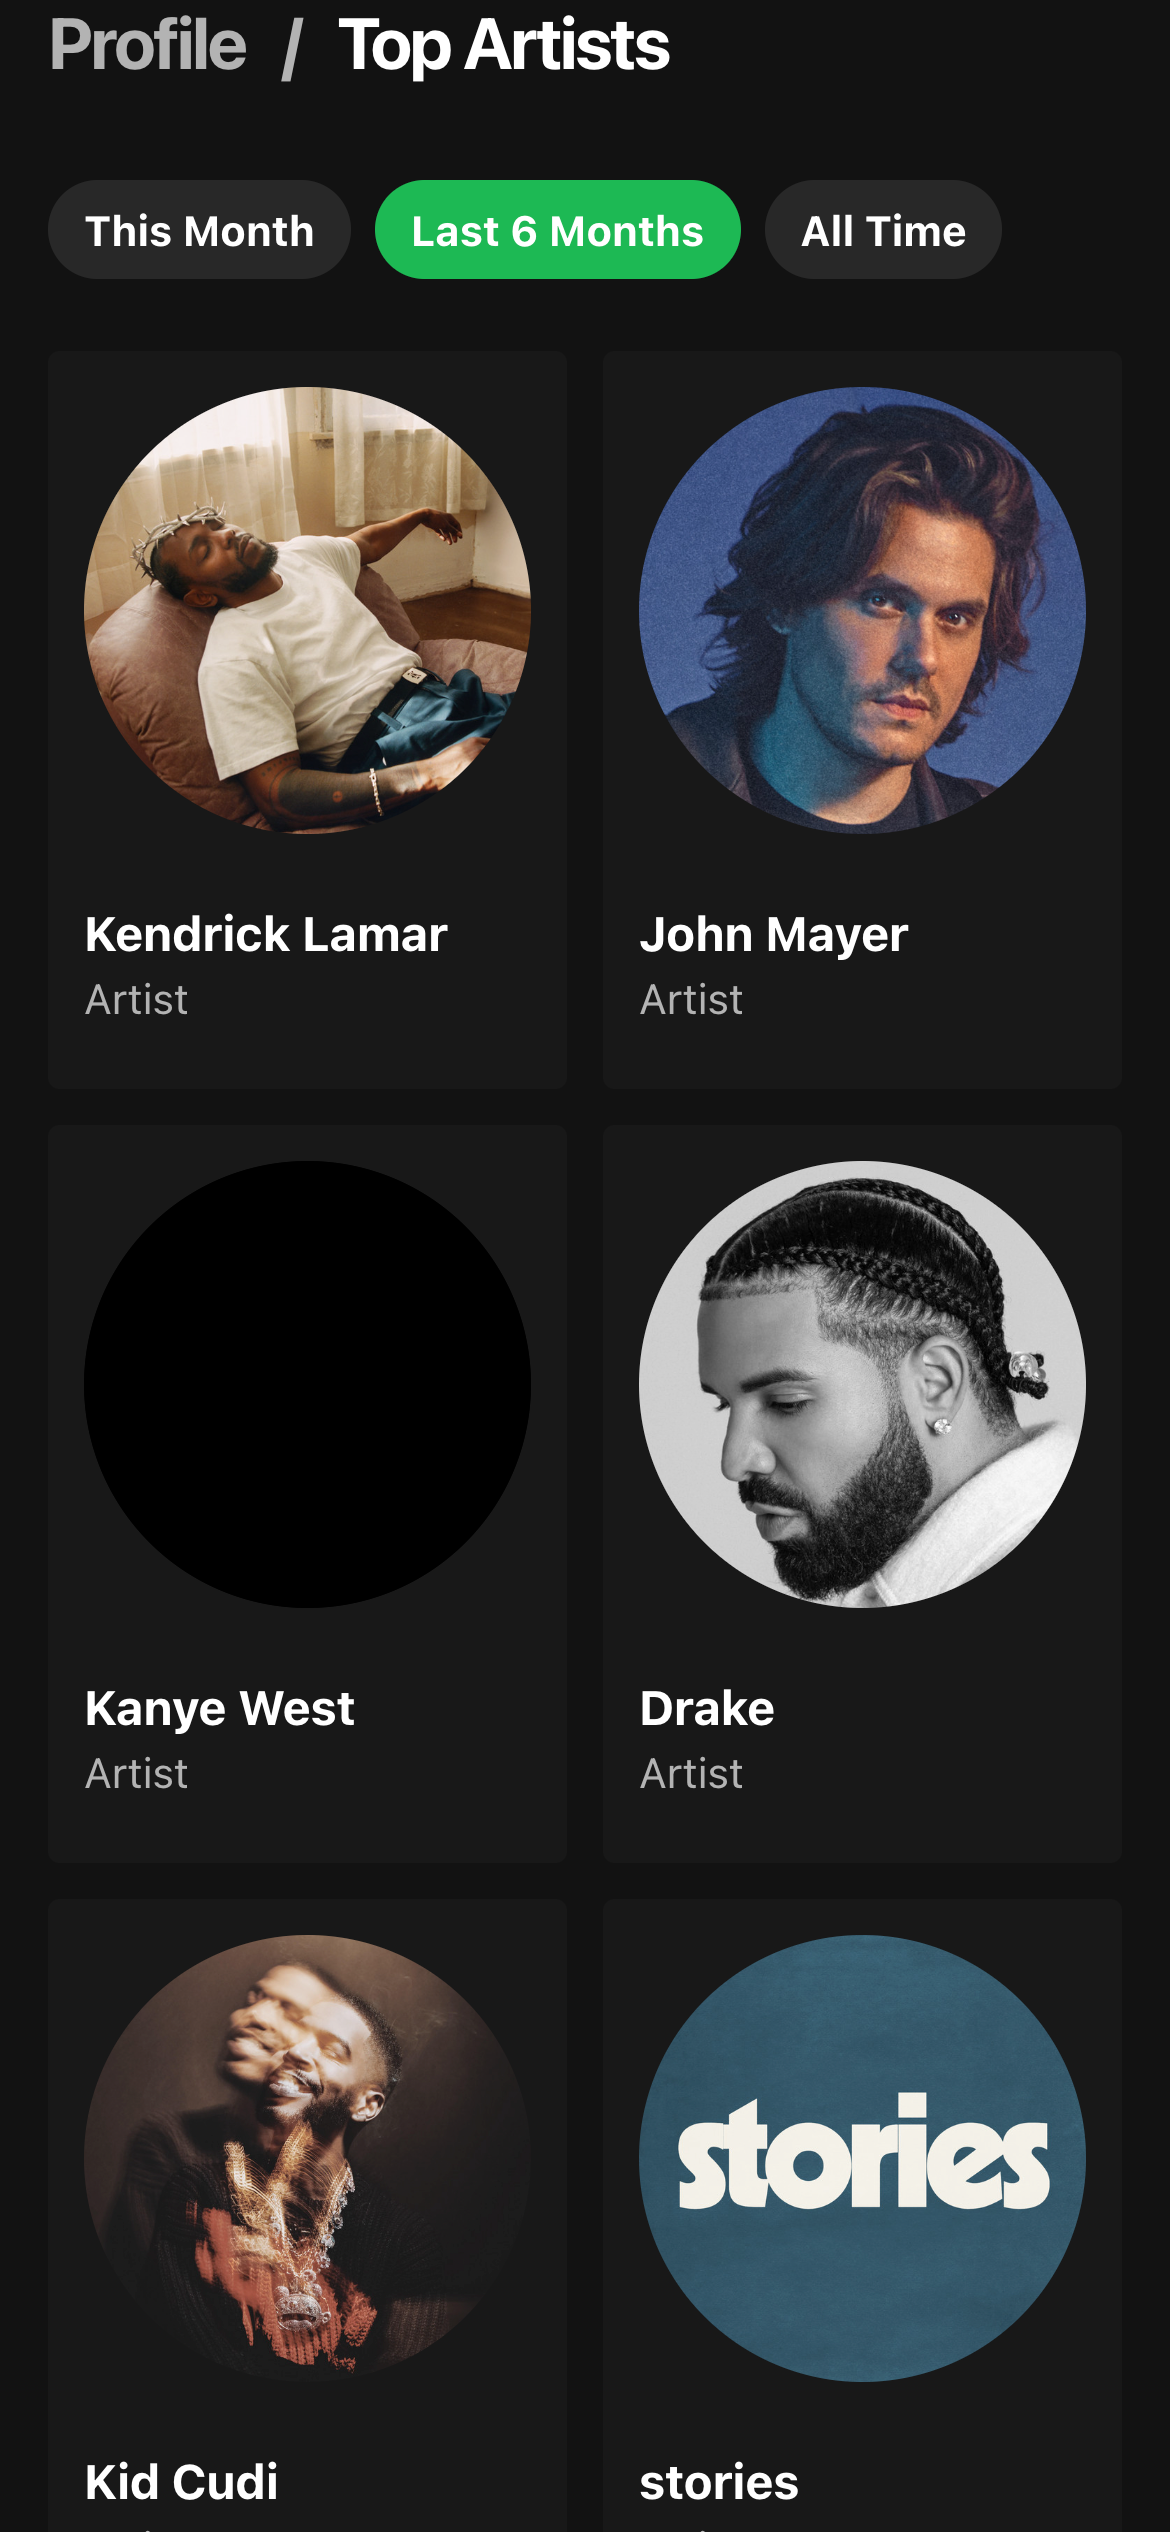 Profile / Top Artists
This Month Last 6 Months All Time
Kendrick Lamar John Mayer
Artist Artist
Kanye West Drake
Artist Artist
stories
Kid Cudi stories